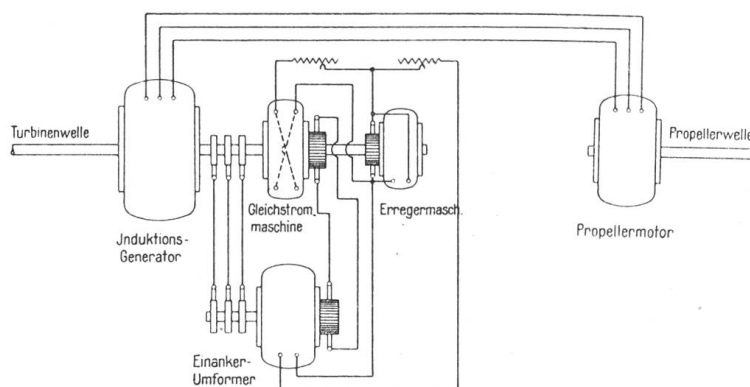 Turbinenwelle
Jnduktions-
Generator
Gleichstrom
maschine
Erregermasch.
Propellerwelle
Propellermotor
Einanker-
Umformer